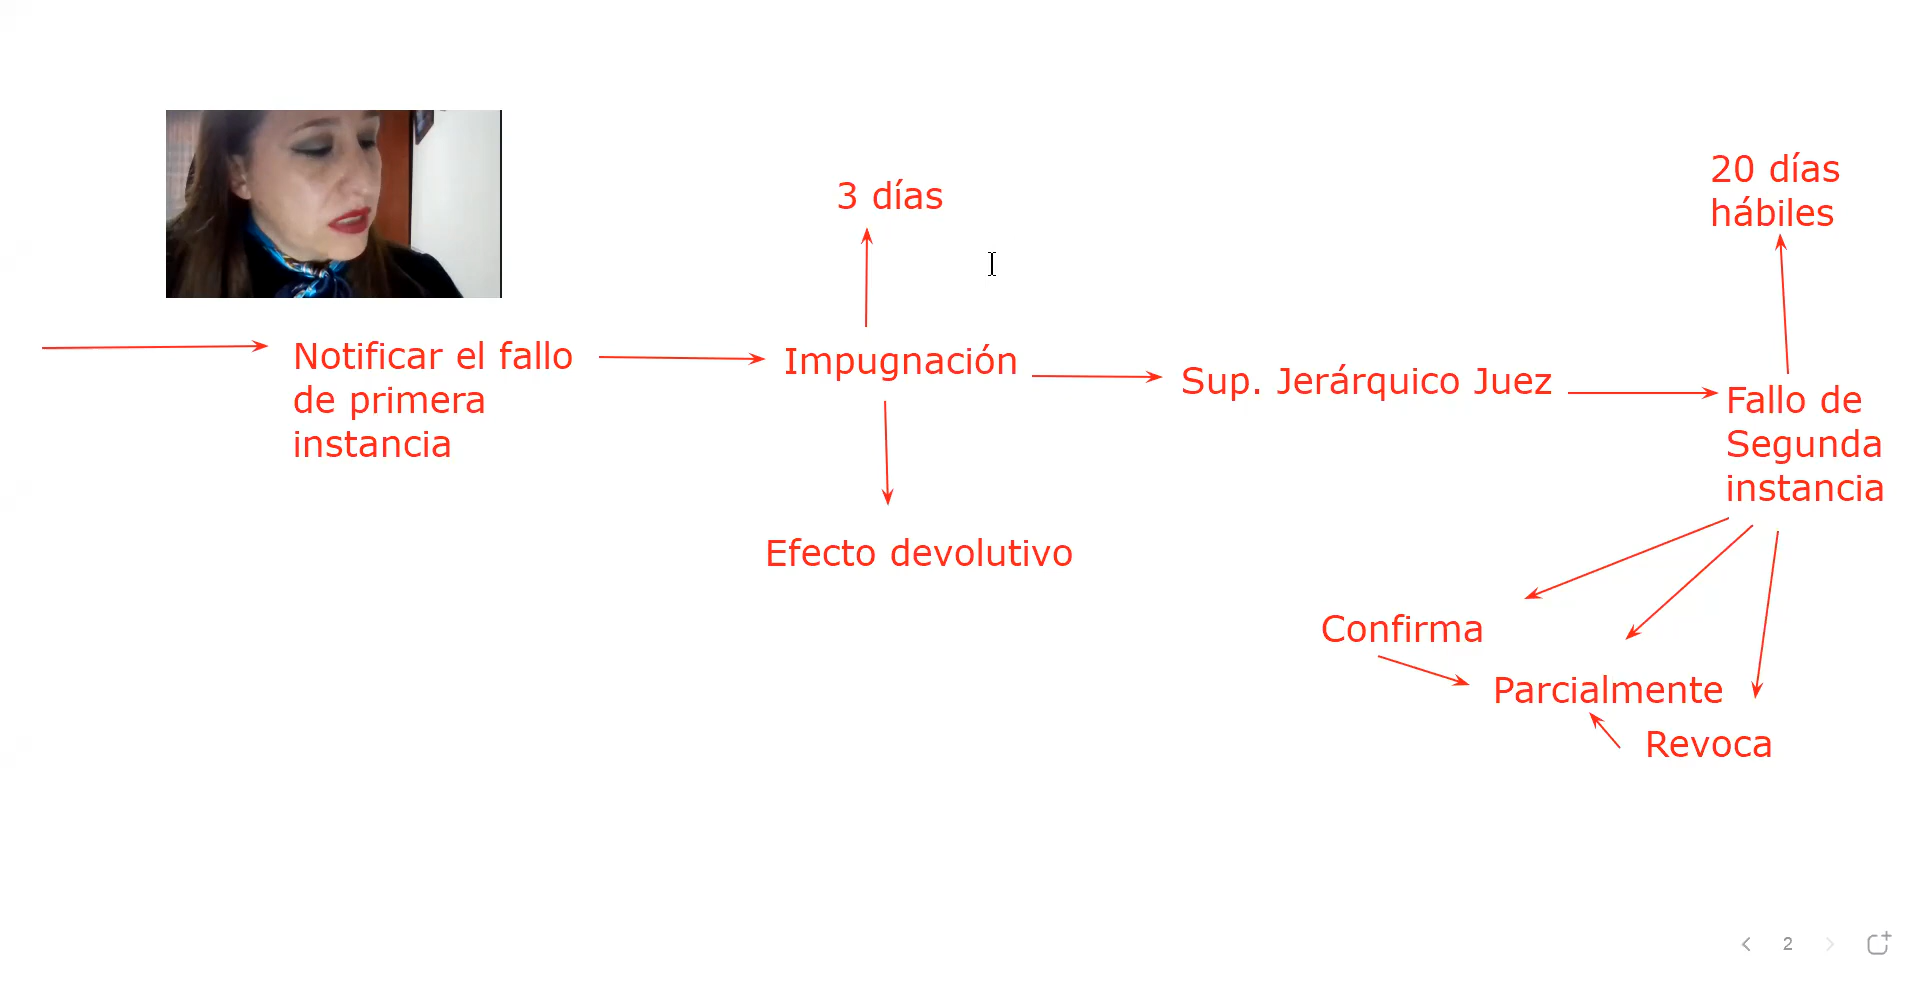 3 días
20 días
hábiles
Notificar el fallo
de primera
instancia
Impugnación
Sup. Jerárquico Juez
Fallo de
Segunda
instancia
Efecto devolutivo
Confirma
Parcialmente
Revoca
2